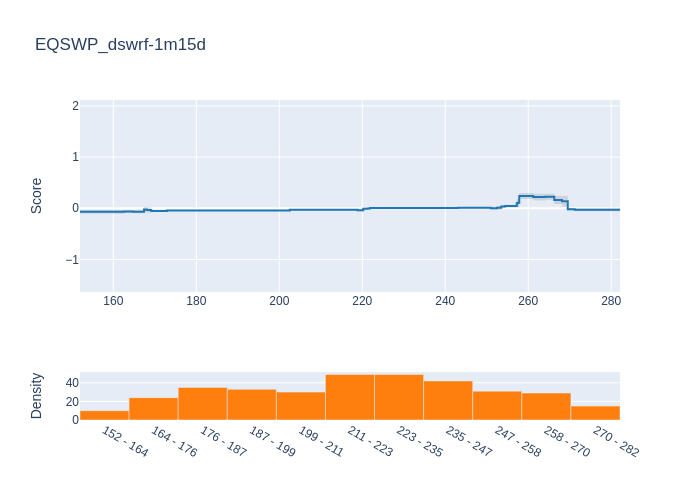 EQSWP_dswrf-1m15d
Score
2
1
0
−1
160 180 200 220 240 260 280
Density
40
20
0
152 - 164
164 - 176
176 - 187
187 - 199
199 - 211
211 - 223
223 - 235
235 - 247
247 - 258
258 - 270
270 - 282